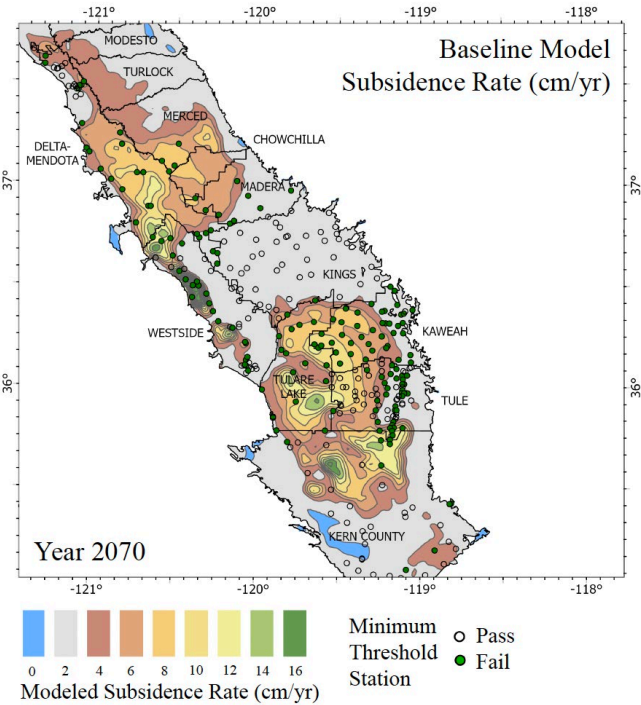 -121° -120° -119° -118°
Baseline Model
Subsidence Rate (cm/yr)
MODESTO
TURLOCK
MERCED
DELTA-
MENDOTA
CHOWCHILLA
37°
37°
MADERA
KINGS
WESTSIDE
KAWEAH
36°
36°
TULARE
LAKE
TULE
KERN COUNTY
Year 2070
-121° -120° -119° -118°
0 2 4 6 8 10 12 14 16
Modeled Subsidence Rate (cm/yr)
Minimum
Threshold
Station
Pass
Fail